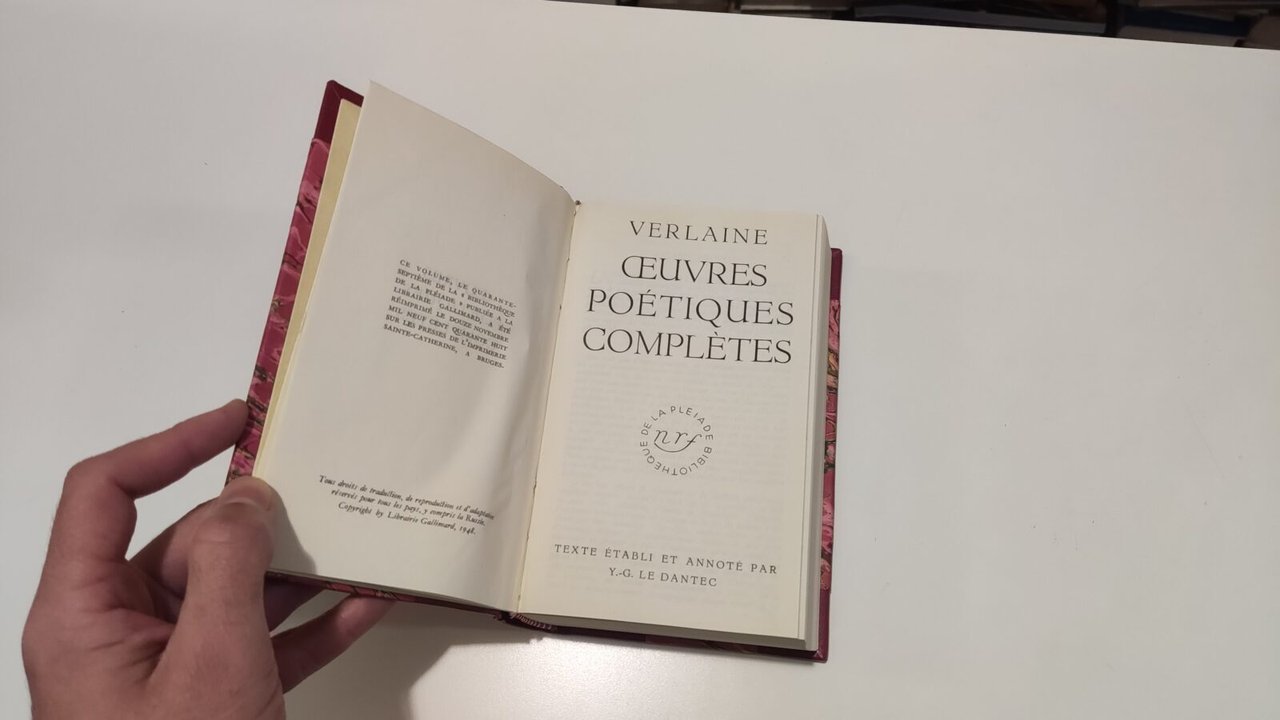 CE VOLUME, LE QUARANTE-
SEPTIÈME DE LA « BIBLIOTHÈQUE
DE LA PLÉIADE » PUBLIÉE A LA
LIBRAIRIE GALLIMARD, A ÉTÉ
RÉIMPRIMÉ LE DOUZE NOVEMBRE
MIL NEUF CENT QUARANTE HUIT
SUR LES PRESSES DE L'IMPRIMERIE
SAINTE-CATHERINE, A BRUGES.
Tous droits de traduction, de reproduction et d'adaptation
réservés pour tous les pays, y compris la Russie.
Copyright by Librairie Gallimard, 1948.
VERLAINE
ŒUVRES
POÉTIQUES
COMPLÈTES
BIBLIOTHÈQUE DE LA PLÉIADE
nrf
TEXTE ÉTABLI ET ANNOTÉ PAR
Y.-G. LE DANTEC